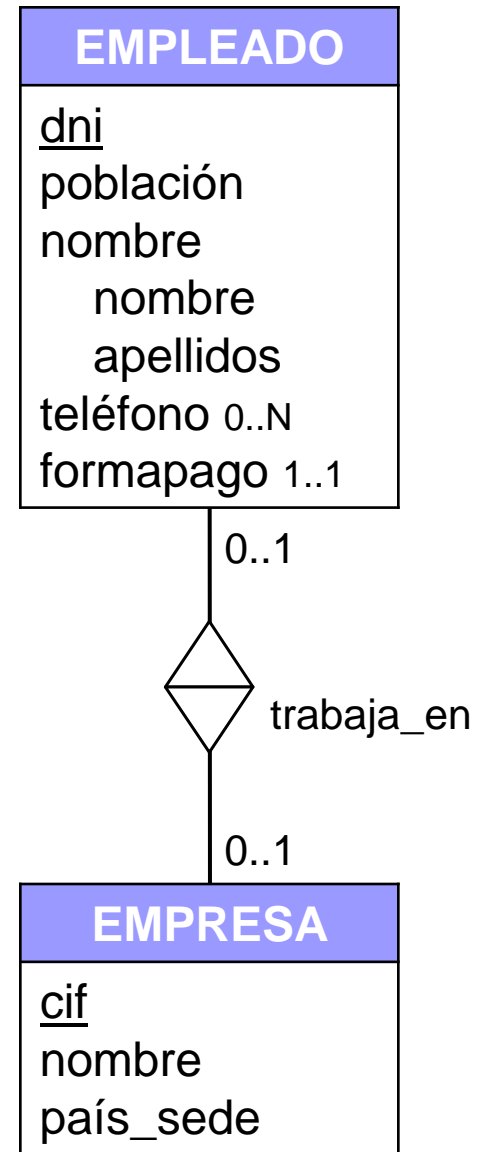 EMPLEADO
dni
población
nombre
nombre
apellidos
teléfono 0..N
formapago 1..1
0..1
trabaja_en
0..1
EMPRESA
cif
nombre
país_sede